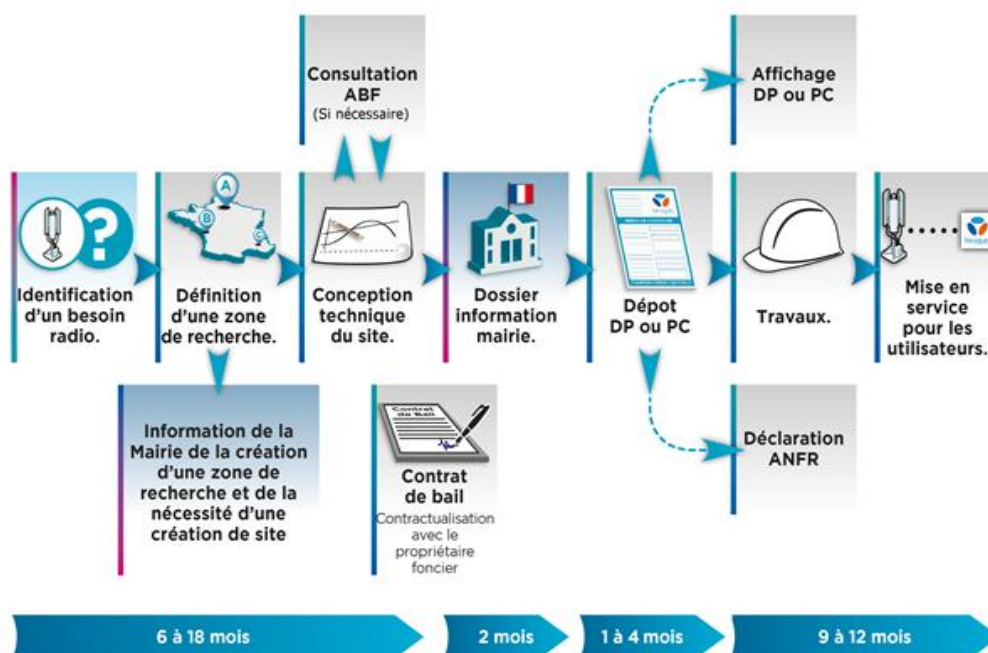 Consultation
ABF
(Si nécessaire)
Affichage
DP ou PC
A
B
C
?
Identification
d'un besoin
radio.
Définition
d'une zone
de recherche.
Conception
technique
du site.
Dossier
information
mairie.
Dépot
DP ou PC
Travaux.
Mise en
service
pour les
utilisateurs.
Information de la
Mairie de la création
d'une zone de
recherche et de la
nécessité d'une
création de site
Contrat
de Bail
Contrat
de bail
Contractualisation
avec le
propriétaire
foncier
Déclaration
ANFR
6 à 18 mois
2 mois
1 à 4 mois
9 à 12 mois